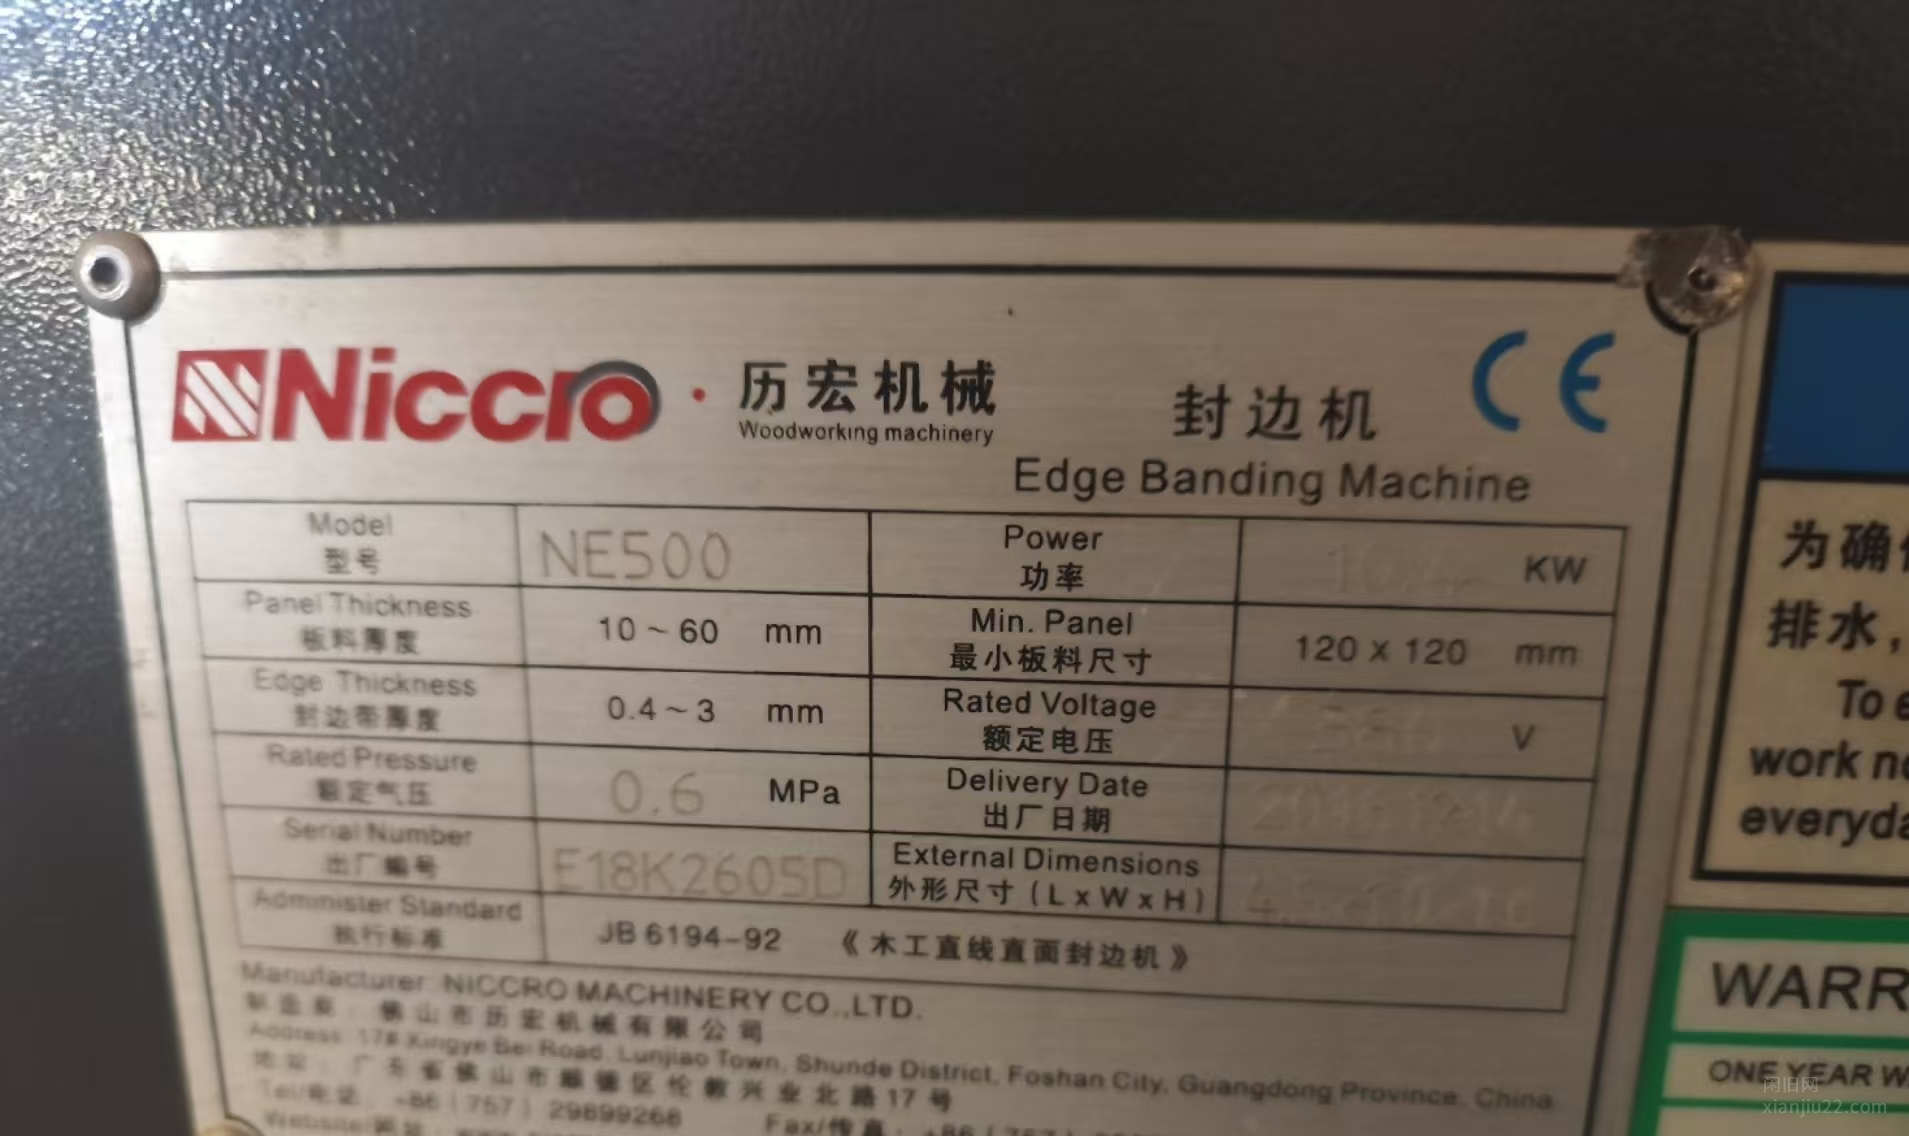 Niccro · 历宏机械
Woodworking machinery
封边机
CE
Edge Banding Machine
Model
型号
NE500
Power
功率
KW
Panel Thickness
板料厚度
10~60 mm
Min. Panel
最小板料尺寸
120 x 120 mm
Edge Thickness
封边带厚度
0.4~3 mm
Rated Voltage
额定电压
V
Rated Pressure
额定气压
0.6 MPa
Delivery Date
出厂日期
Serial Number
出厂编号
E18K2605D
External Dimensions
外形尺寸(LxWxH)
Administer Standard
执行标准
JB 6194-92 《木工直线直面封边机》
Manufacturer: NICCRO MACHINERY CO.,LTD.
制造商:佛山市历宏机械有限公司
Address: 17# Xingye Bei Road, Lunjiao Town, Shunde District, Foshan City, Guangdong Province, China
地址:广东省佛山市顺德区伦教兴业北路17号
Tel/电话: +86(757) 29899268
Fax/传真: +86(757)
为确
排水,
To e
work
everyda
WARR
ONE YEAR W
闲旧网
xianjiu22.com